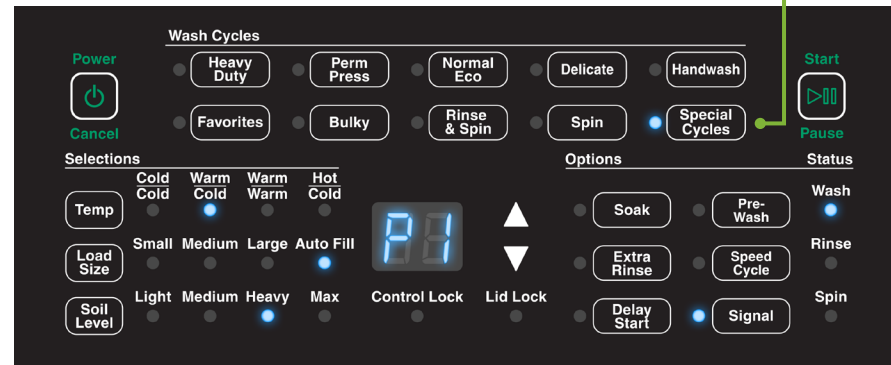 Wash Cycles
Power
Cancel
Heavy
Duty
Perm
Press
Normal
Eco
Delicate
Handwash
Favorites
Bulky
Rinse
& Spin
Spin
Special
Cycles
Start
Pause
Selections
Cold
Cold
Warm
Cold
Warm
Warm
Hot
Cold
Temp
Small Medium Large Auto Fill
Load
Size
Light Medium Heavy Max
Soil
Level
P1
Control Lock Lid Lock
Options
Soak
Pre-
Wash
Extra
Rinse
Speed
Cycle
Delay
Start
Signal
Status
Wash
Rinse
Spin